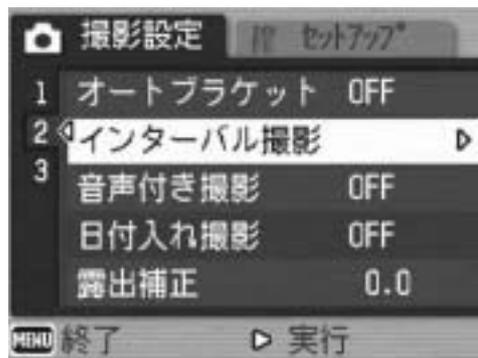 撮影設定 セットアップ
1 オートブラケット OFF
2 インターバル撮影
3 音声付き撮影 OFF
日付入れ撮影 OFF
露出補正 0.0
MENU 終了 実行